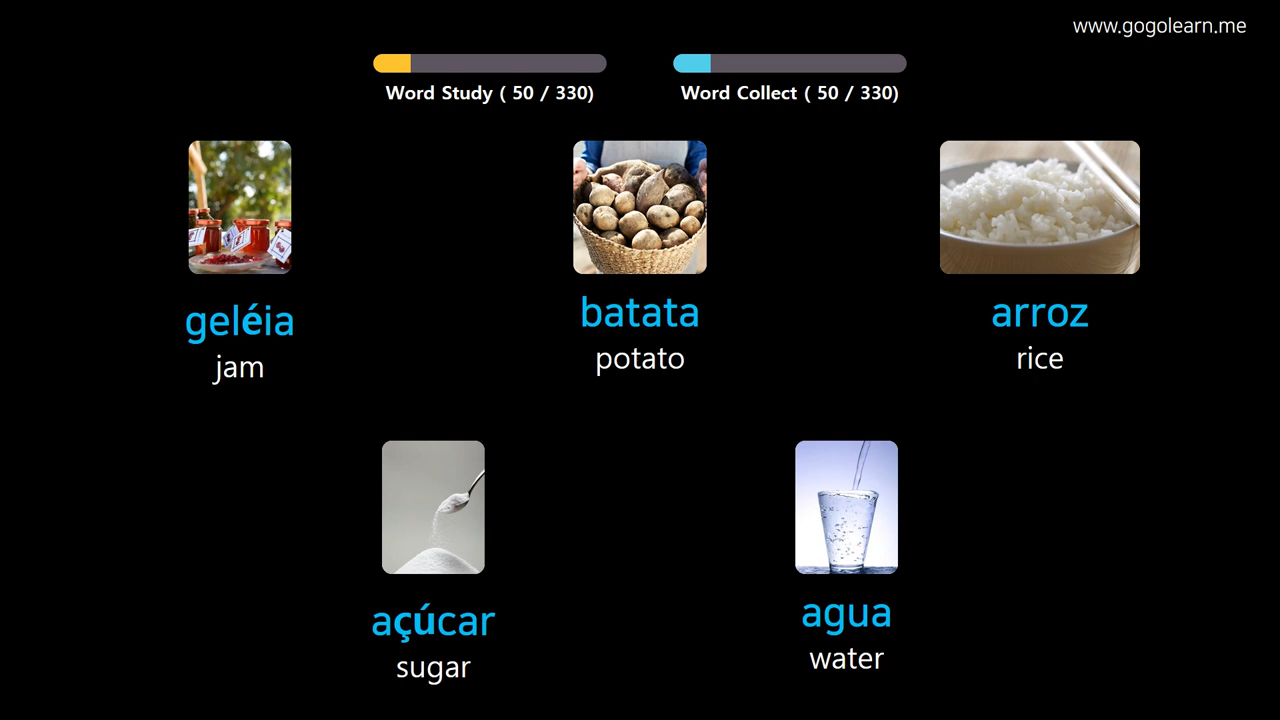 www.gogolearn.me
Word Study ( 50 / 330)
Word Collect ( 50 / 330)
geléia
jam
batata
potato
arroz
rice
açúcar
sugar
agua
water